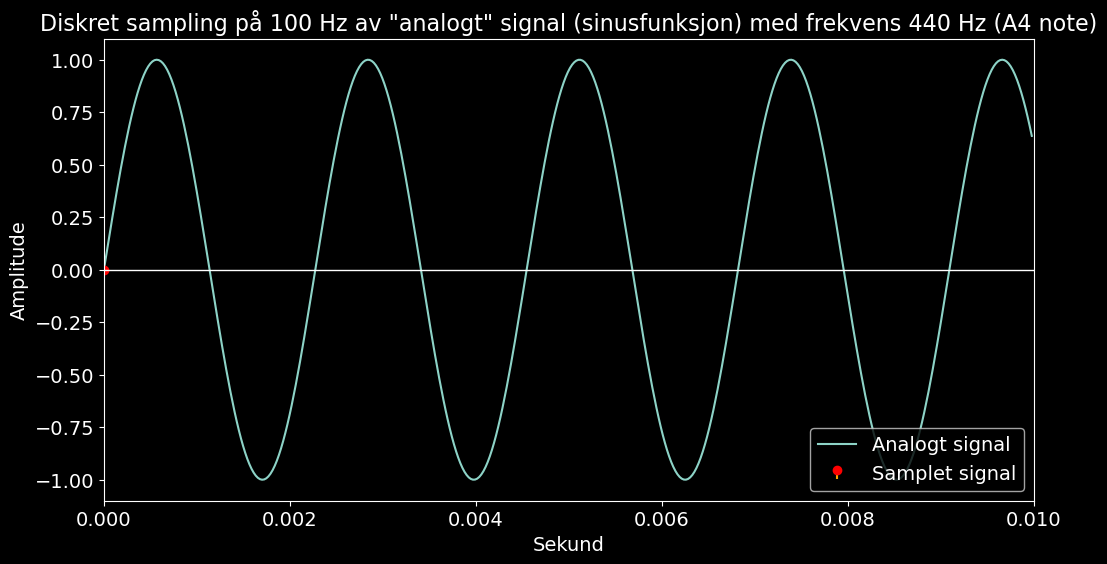 Diskret sampling på 100 Hz av "analogt" signal (sinusfunksjon) med frekvens 440 Hz (A4 note)
1.00
0.75
0.50
0.25
0.00
−0.25
−0.50
−0.75
−1.00
Amplitude
Analogt signal
Samplet signal
0.000 0.002 0.004 0.006 0.008 0.010
Sekund